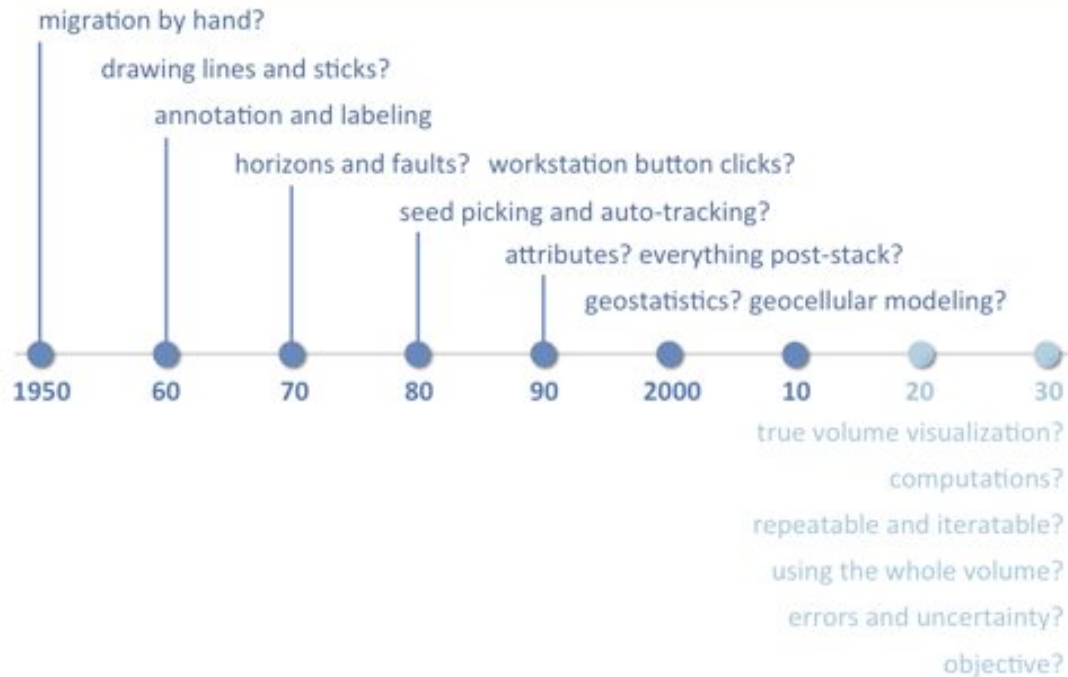 migration by hand?
drawing lines and sticks?
annotation and labeling
horizons and faults? workstation button clicks?
seed picking and auto-tracking?
attributes? everything post-stack?
geostatistics? geocellular modeling?
1950 60 70 80 90 2000 10 20 30
true volume visualization?
computations?
repeatable and iteratable?
using the whole volume?
errors and uncertainty?
objective?